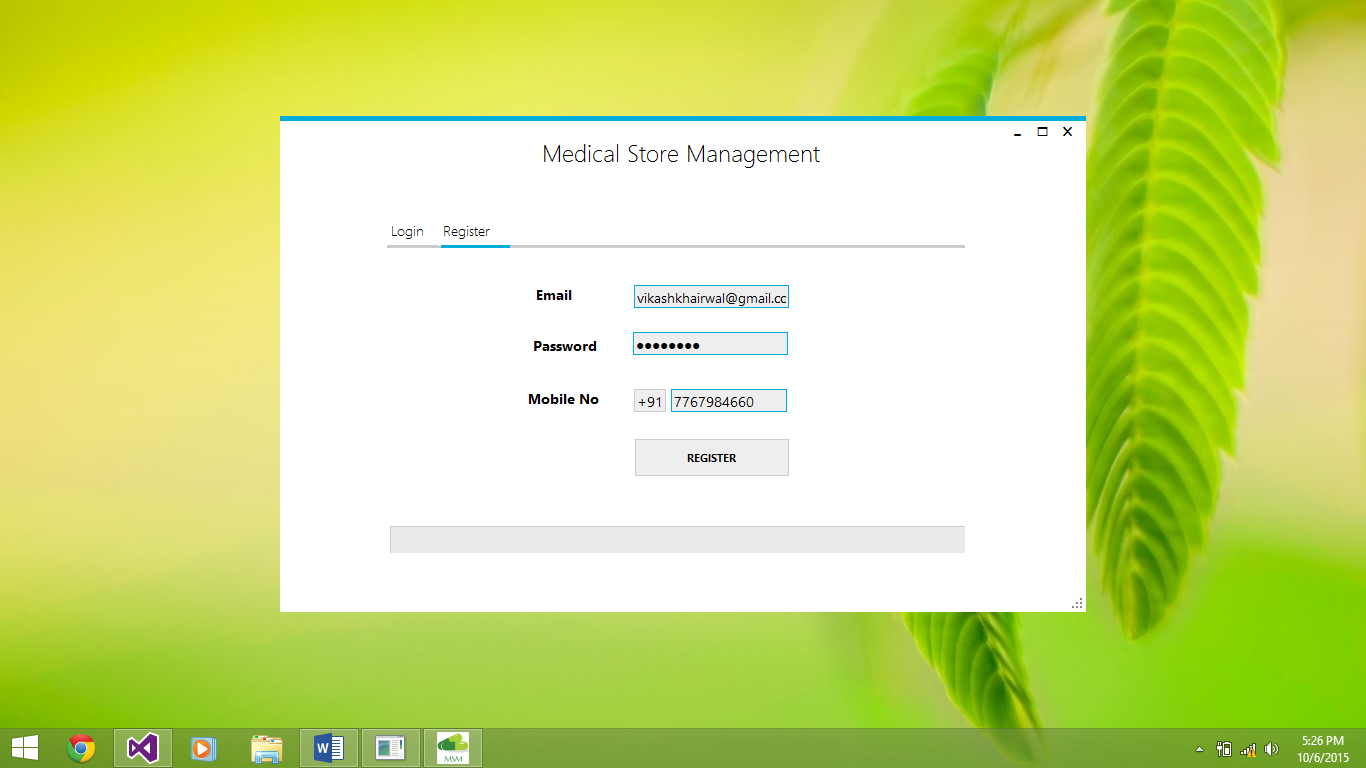 Medical Store Management
Login Register
Email vikashkhairwal@gmail.cc
Password ●●●●●●●●
Mobile No +91 7767984660
REGISTER
MSM
5:26 PM
10/6/2015